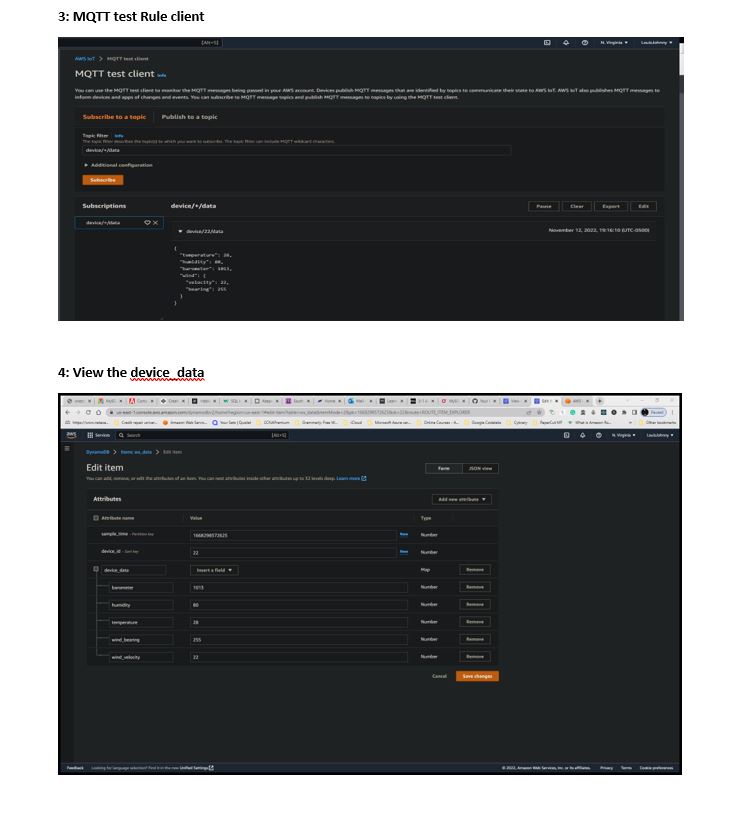 3: MQTT test Rule client
[Alt+S]
N. Virginia
AWS IoT > MQTT test client
MQTT test client Info
You can use the MQTT test client to monitor the MQTT messages being passed in your AWS account. Devices publish MQTT messages that are identified by topics to communicate their state to AWS IoT. AWS IoT also publishes MQTT messages to
inform devices and apps of changes and events. You can subscribe to MQTT message topics and publish MQTT messages to topics by using the MQTT test client.
Subscribe to a topic Publish to a topic
Topic filter Info
The topic filter describes the topic(s) to which you want to subscribe. The topic filter can include MQTT wildcard characters.
device/+/data
Additional configuration
Subscribe
Subscriptions device/+/data Pause Clear Export Edit
device/+/data
device/22/data November 12, 2022, 19:16:10 (UTC-0500)
{
"temperature": 28,
"humidity": 80,
"barometer": 1013,
"wind": {
"velocity": 22,
"bearing": 255
}
}
4: View the device_data
Paused
Other bookmarks
aws Services Search [Alt+S] N. Virginia
DynamoDB > Items: wx_data > Edit item
Edit item Form JSON view
You can add, remove, or edit the attributes of an item. You can nest attributes inside other attributes up to 32 levels deep. Learn more
Attributes Add new attribute
Attribute name Value Type
sample_time - Partition key 1668298572625 New Number
device_id - Sort key 22 New Number
device_data Insert a field Map Remove
barometer 1013 Number Remove
humidity 80 Number Remove
temperature 28 Number Remove
wind_bearing 255 Number Remove
wind_velocity 22 Number Remove
Cancel Save changes
Feedback Looking for language selection? Find it in the new Unified Settings © 2022, Amazon Web Services, Inc. or its affiliates. Privacy Terms Cookie preferences